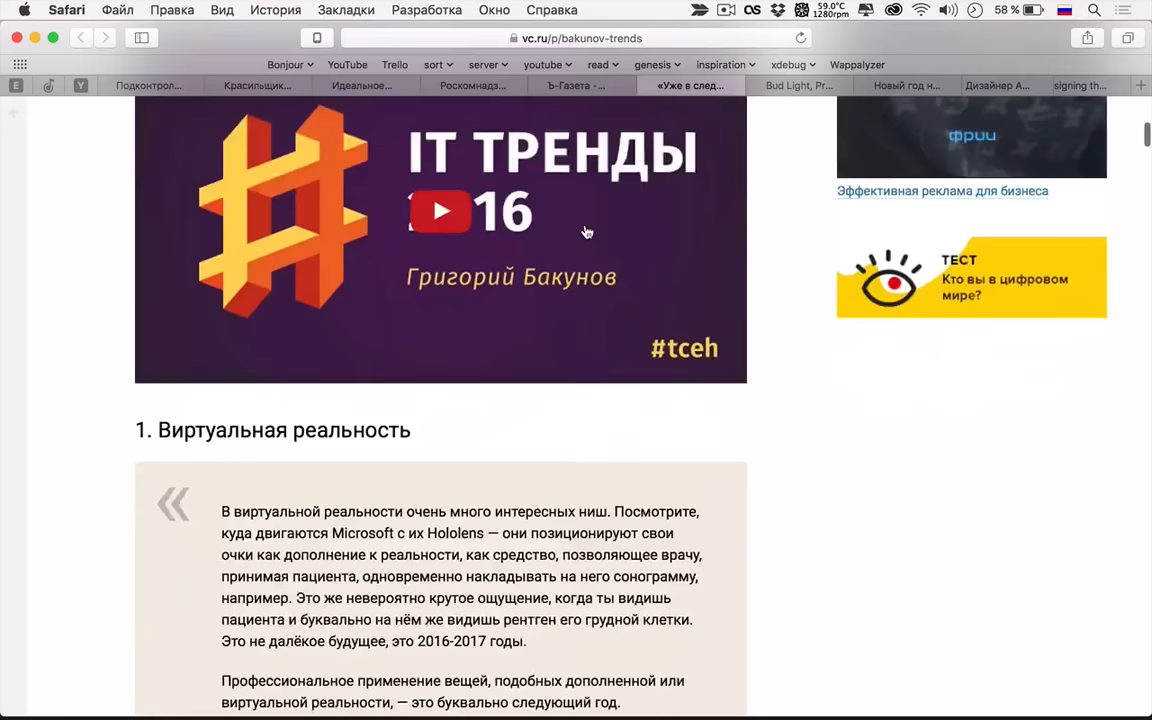 Safari Файл Правка Вид История Закладки Разработка Окно Справка
59.0°C
1280rpm
58 %
vc.ru/p/bakunov-trends
Bonjour YouTube Trello sort server youtube read genesis inspiration xdebug Wappalyzer
E Y Подконтрол... Красильщик... Идеальное... Роскомнадз... Ъ-Газета -... «Уже в след... Bud Light, Pr... Новый год н... Дизайнер A... signing th...
IT ТРЕНДЫ
16
Григорий Бакунов
#tceh
фрии
Эффективная реклама для бизнеса
ТЕСТ
Кто вы в цифровом
мире?
1. Виртуальная реальность
«
В виртуальной реальности очень много интересных ниш. Посмотрите,
куда двигаются Microsoft с их Hololens — они позиционируют свои
очки как дополнение к реальности, как средство, позволяющее врачу,
принимая пациента, одновременно накладывать на него сонограмму,
например. Это же невероятно крутое ощущение, когда ты видишь
пациента и буквально на нём же видишь рентген его грудной клетки.
Это не далёкое будущее, это 2016-2017 годы.
Профессиональное применение вещей, подобных дополненной или
виртуальной реальности, — это буквально следующий год.